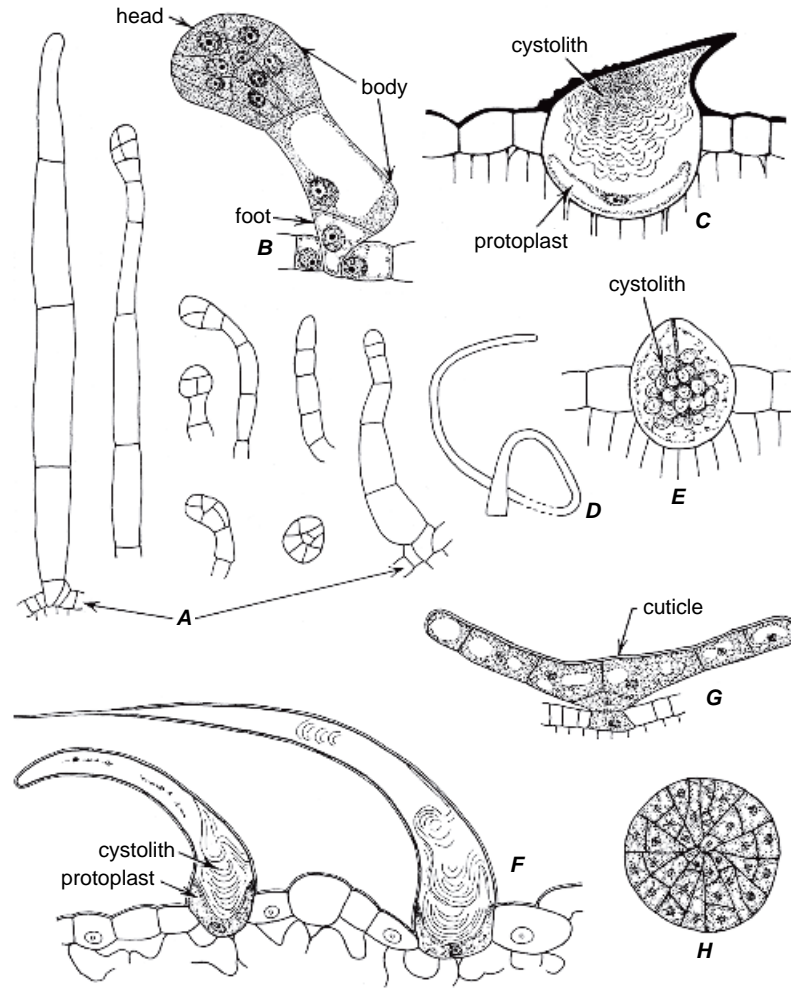 head
body
foot
B
cystolith
protoplast
C
cystolith
E
D
A
cuticle
G
cystolith
protoplast
F
H